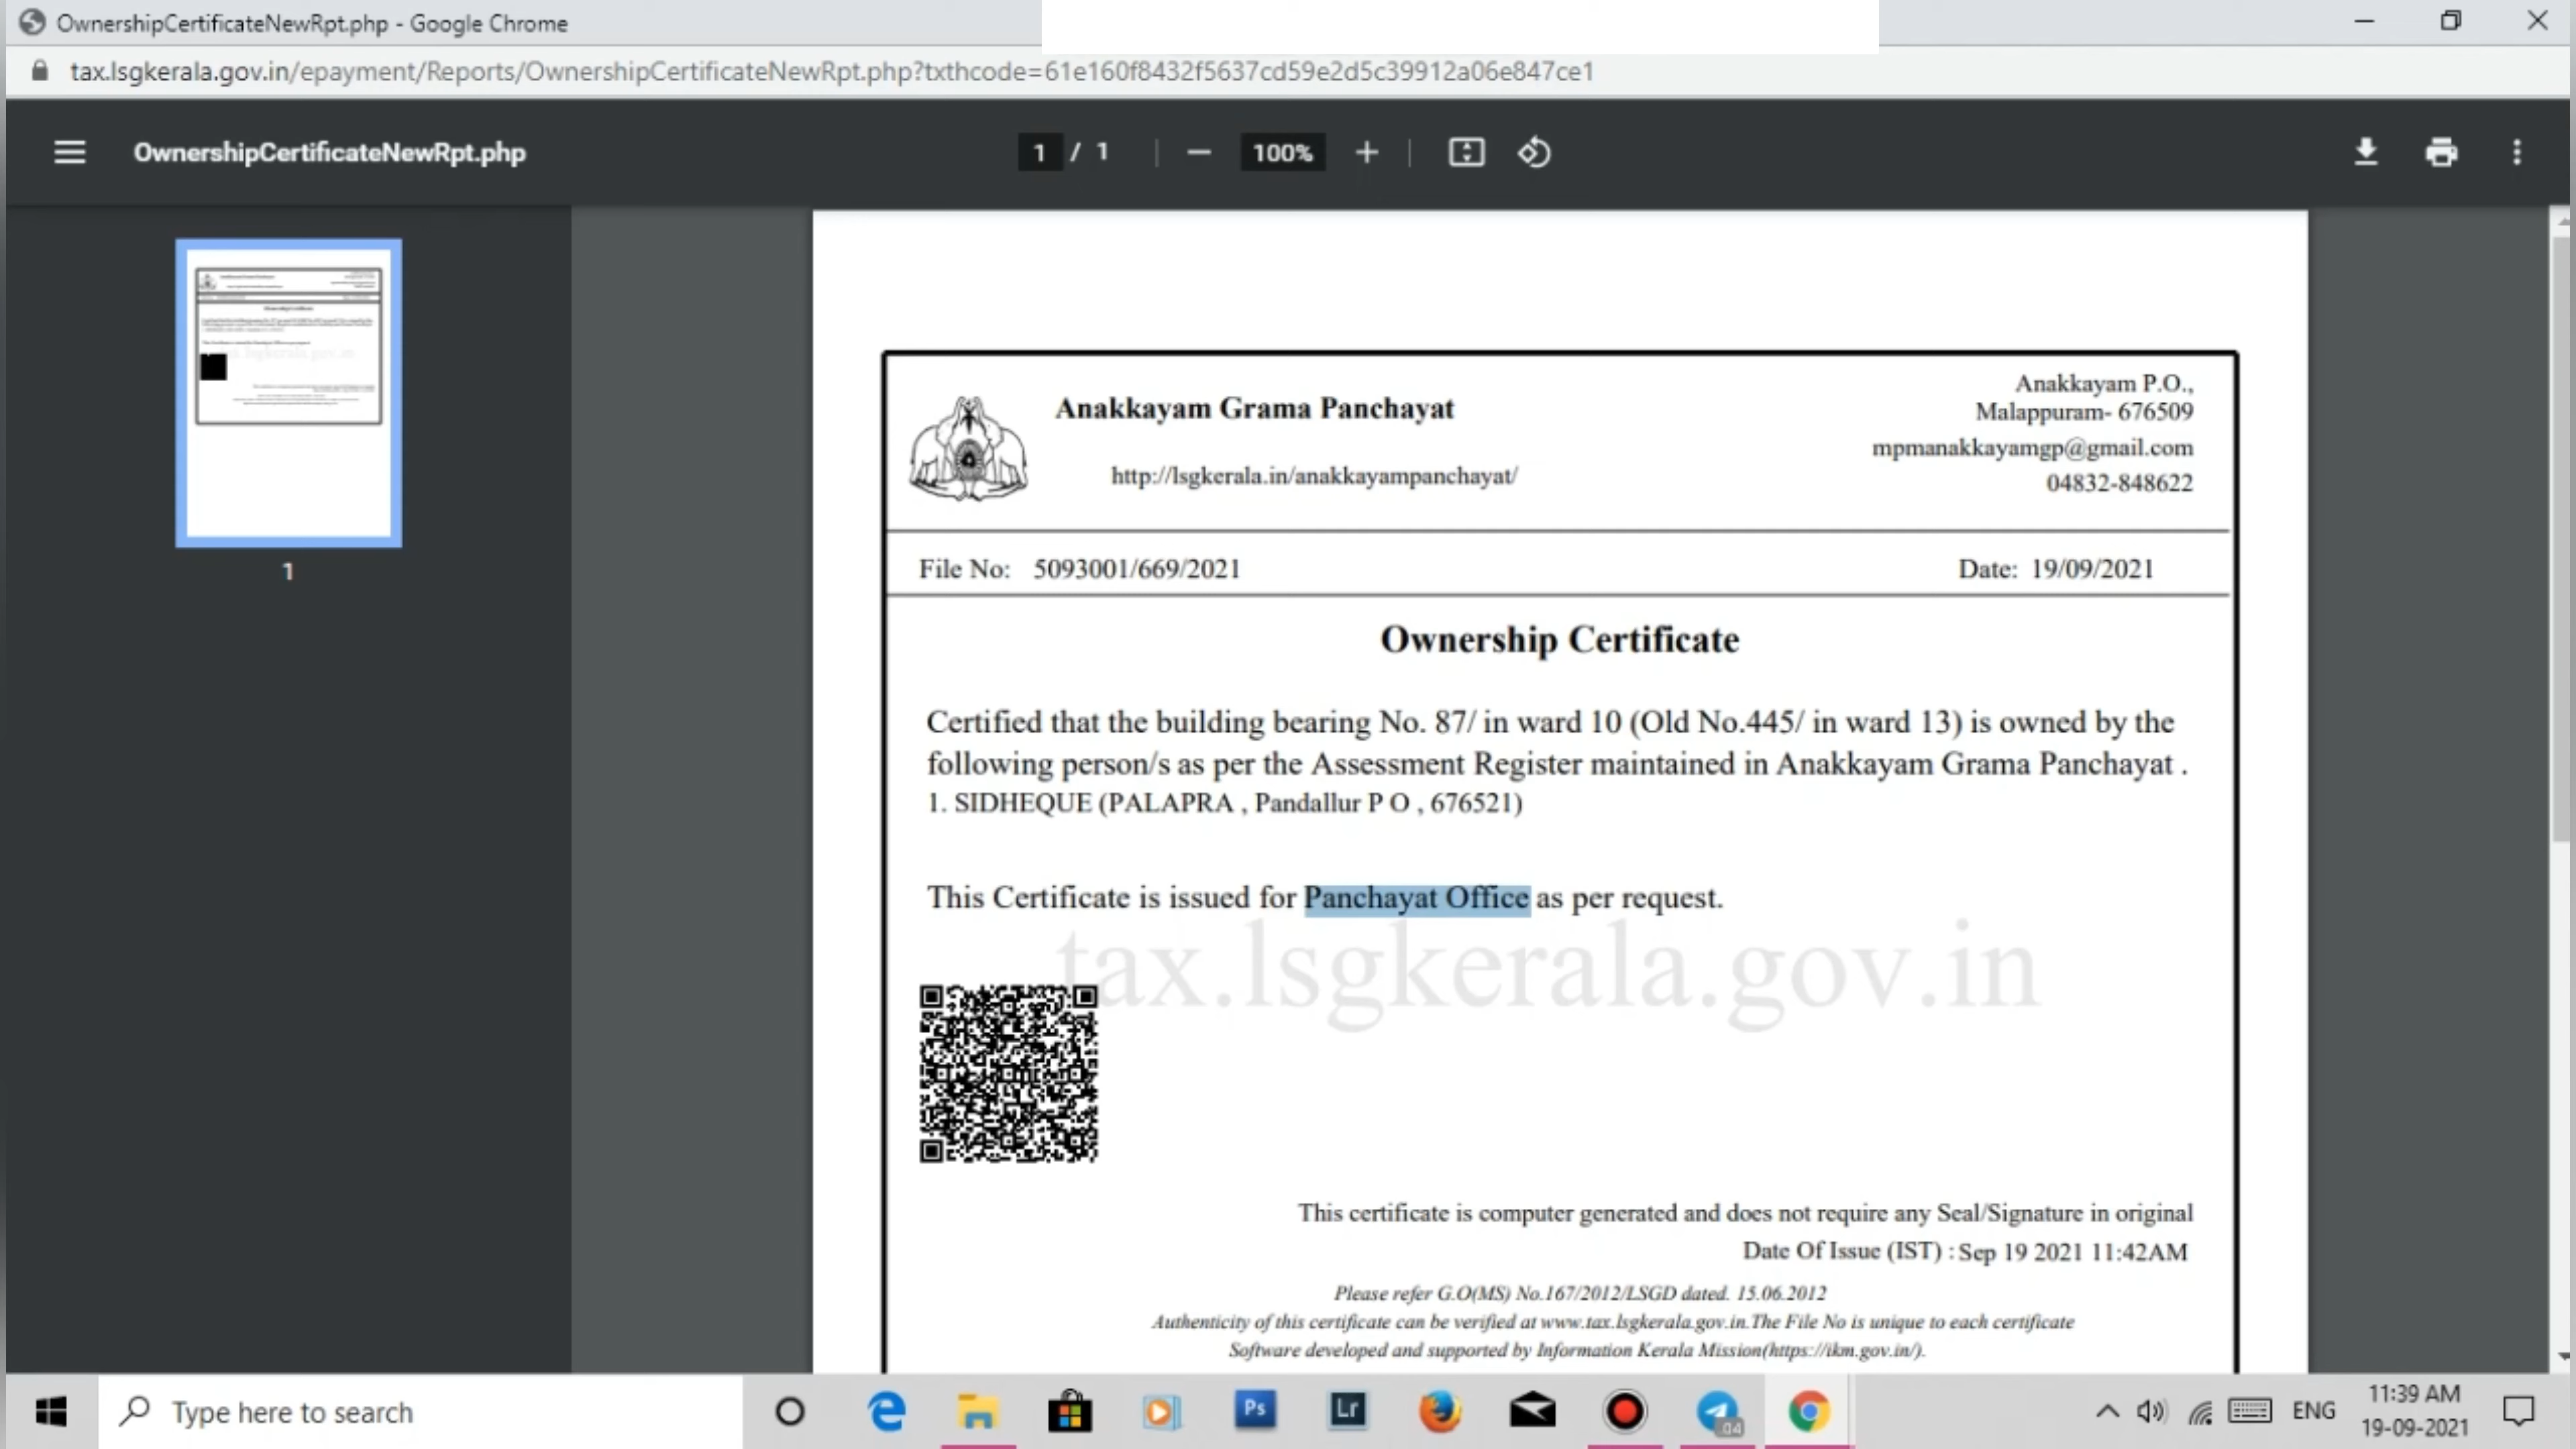 OwnershipCertificateNewRpt.php - Google Chrome
tax.lsgkerala.gov.in/epayment/Reports/OwnershipCertificateNewRpt.php?txthcode=61e160f8432f5637cd59e2d5c39912a06e847ce1
OwnershipCertificateNewRpt.php
1 / 1
100%
1
Anakkayam Grama Panchayat
http://lsgkerala.in/anakkayampanchayat/
Anakkayam P.O.,
Malappuram- 676509
mpmanakkayamgp@gmail.com
04832-848622
File No: 5093001/669/2021
Date: 19/09/2021
Ownership Certificate
Certified that the building bearing No. 87/ in ward 10 (Old No.445/ in ward 13) is owned by the
following person/s as per the Assessment Register maintained in Anakkayam Grama Panchayat .
1. SIDHEQUE (PALAPRA , Pandallur P O , 676521)
This Certificate is issued for Panchayat Office as per request.
tax.lsgkerala.gov.in
This certificate is computer generated and does not require any Seal/Signature in original
Date Of Issue (IST) : Sep 19 2021 11:42AM
Please refer G.O(MS) No.167/2012/LSGD dated. 15.06.2012
Authenticity of this certificate can be verified at www.tax.lsgkerala.gov.in.The File No is unique to each certificate
Software developed and supported by Information Kerala Mission(https://ikm.gov.in/).
Type here to search
Ps
Lr
04
ENG
11:39 AM
19-09-2021